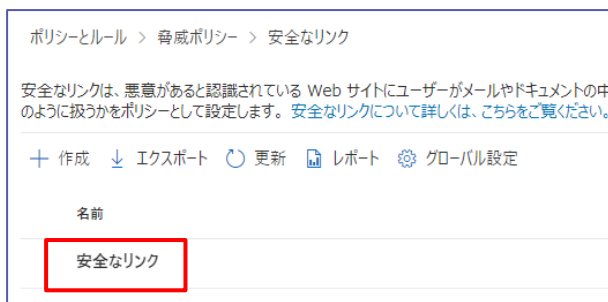 ポリシーとルール > 脅威ポリシー > 安全なリンク
安全なリンクは、悪意があると認識されている Web サイトにユーザーがメールやドキュメントの中
のように扱うかをポリシーとして設定します。 安全なリンクについて詳しくは、こちらをご覧ください。
作成 エクスポート 更新 レポート グローバル設定
名前
安全なリンク